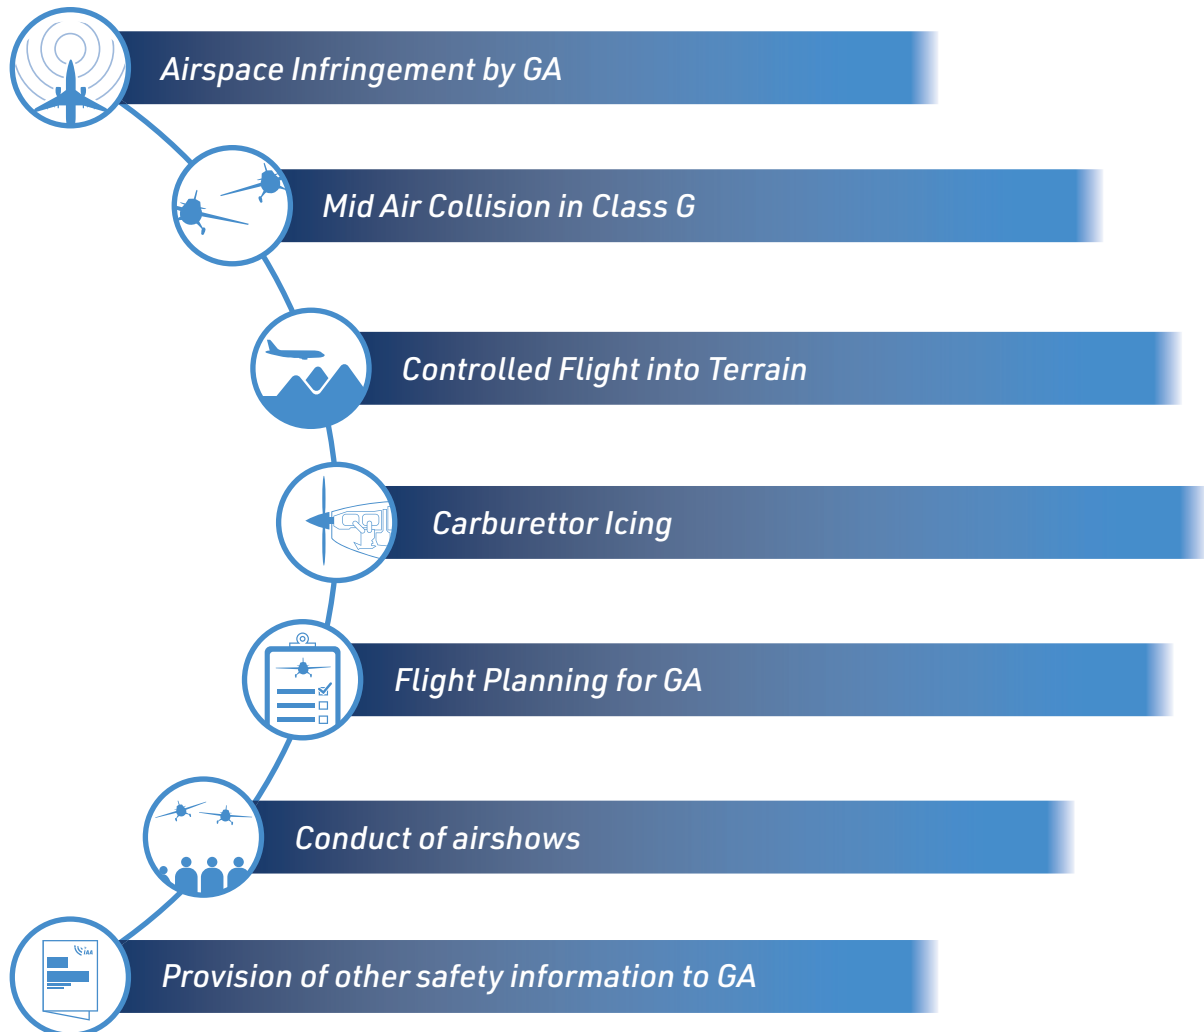 Airspace Infringement by GA
Mid Air Collision in Class G
Controlled Flight into Terrain
Carburettor Icing
Flight Planning for GA
Conduct of airshows
IAA
Provision of other safety information to GA